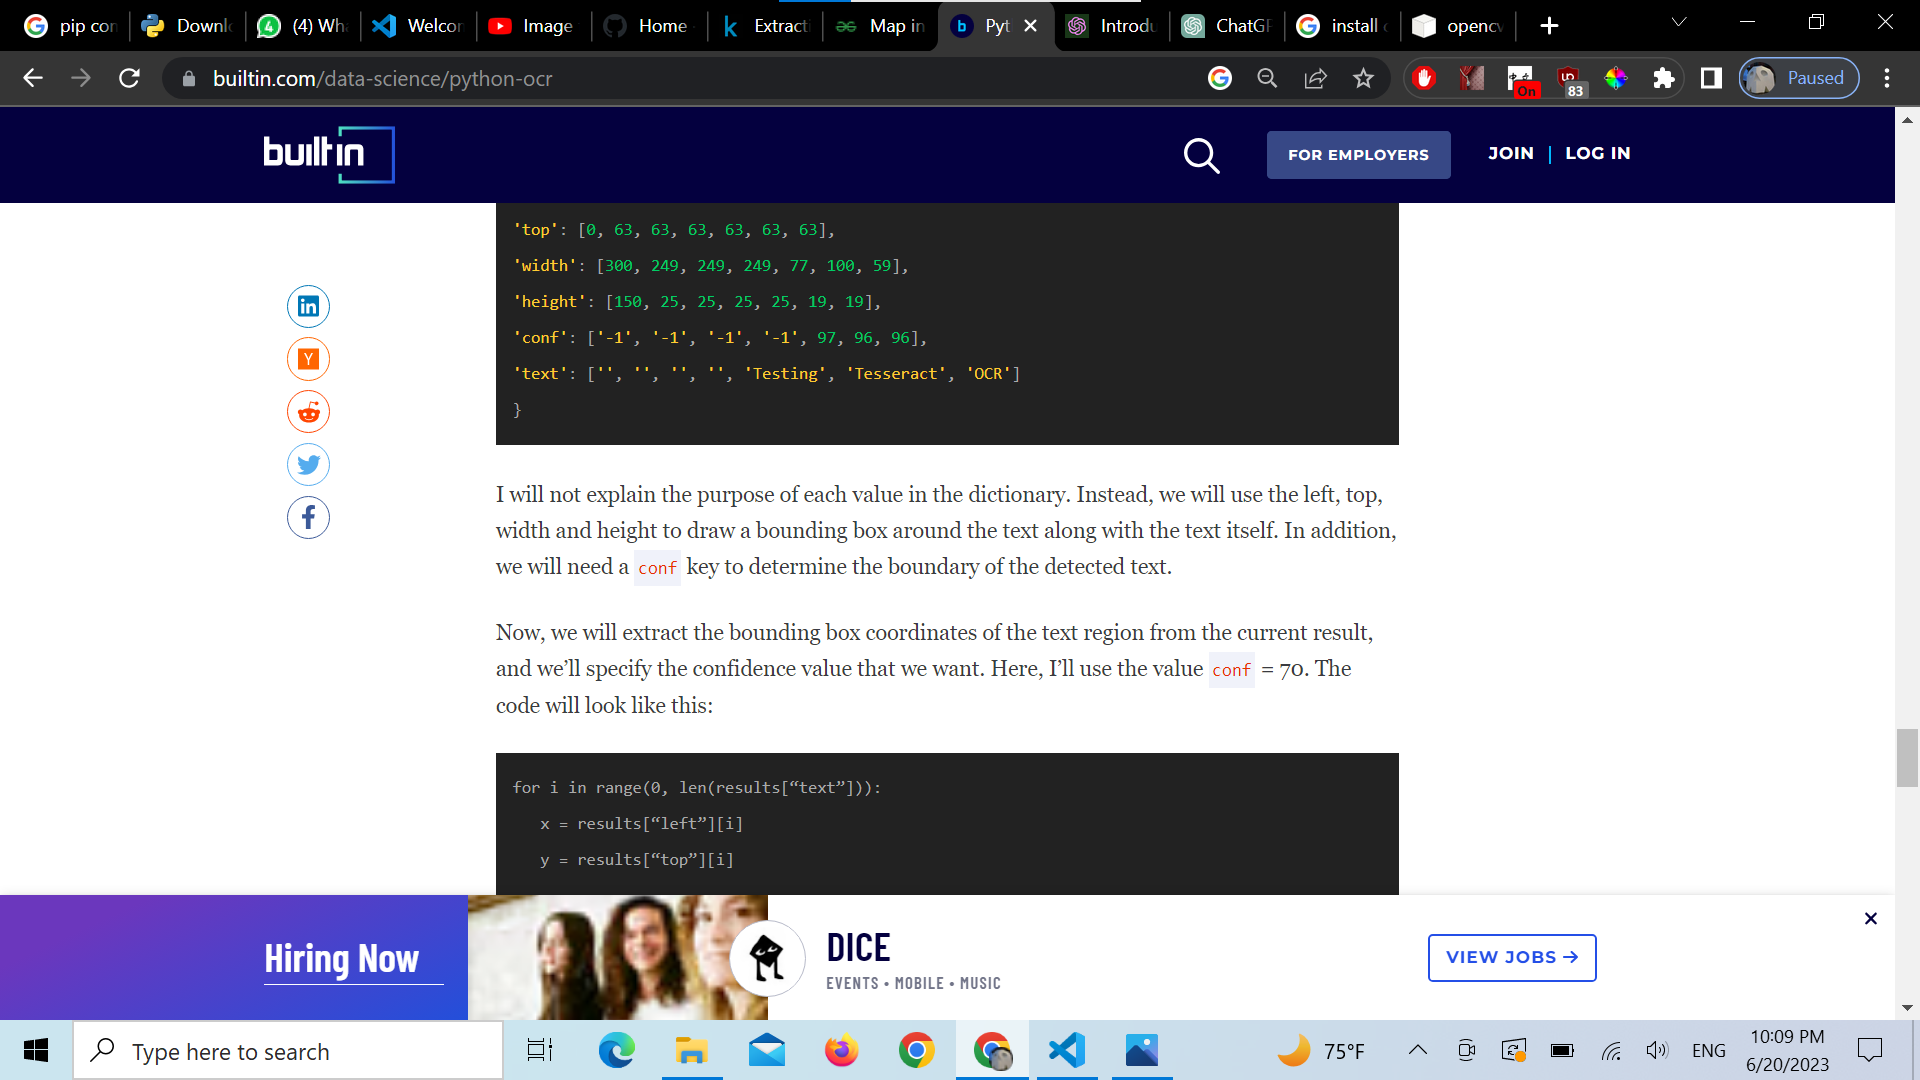 pip con
Downl
(4) Wha
Welcon
Image
Home
Extracti
Map in
Pyt
Introdu
ChatGP
install
opencv
builtin.com/data-science/python-ocr
On
83
Paused
builtin
FOR EMPLOYERS
JOIN | LOG IN
'top': [0, 63, 63, 63, 63, 63, 63],
'width': [300, 249, 249, 249, 77, 100, 59],
'height': [150, 25, 25, 25, 25, 19, 19],
'conf': ['-1', '-1', '-1', '-1', 97, 96, 96],
'text': ['', '', '', '', 'Testing', 'Tesseract', 'OCR']
}
I will not explain the purpose of each value in the dictionary. Instead, we will use the left, top,
width and height to draw a bounding box around the text along with the text itself. In addition,
we will need a conf key to determine the boundary of the detected text.
Now, we will extract the bounding box coordinates of the text region from the current result,
and we’ll specify the confidence value that we want. Here, I’ll use the value conf = 70. The
code will look like this:
for i in range(0, len(results[“text”])):
x = results[“left”][i]
y = results[“top”][i]
Hiring Now
DICE
EVENTS • MOBILE • MUSIC
VIEW JOBS →
Type here to search
75°F
ENG
10:09 PM
6/20/2023